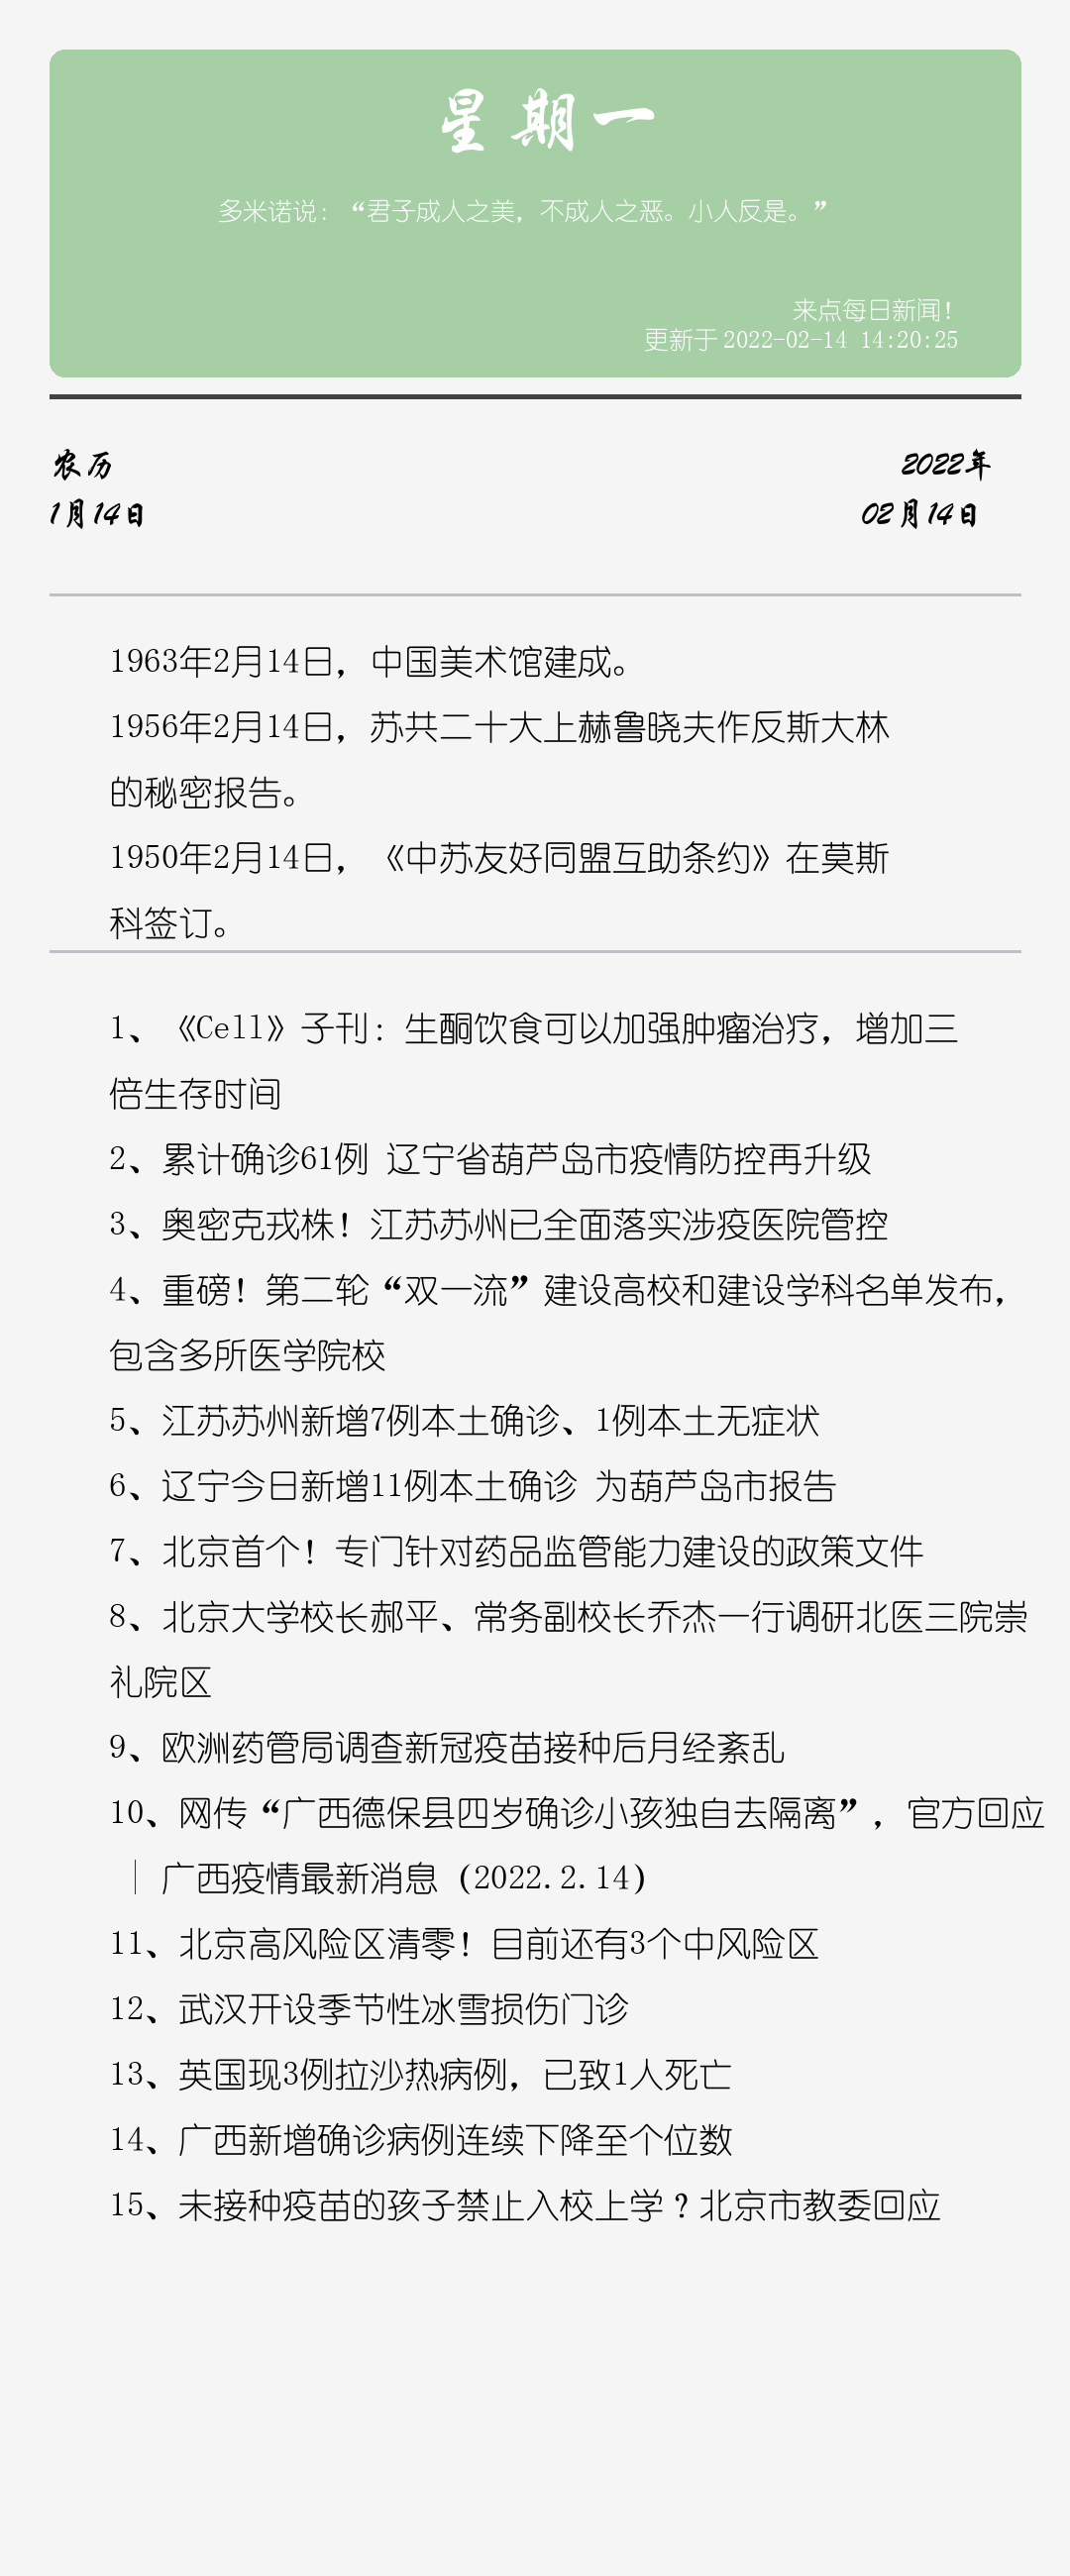 星期一
多米诺说：“君子成人之美，不成人之恶。小人反是。”
来点每日新闻！
更新于 2022-02-14 14:20:25
农历
2022年
1月14日
02月14日
1963年2月14日，中国美术馆建成。
1956年2月14日，苏共二十大上赫鲁晓夫作反斯大林
的秘密报告。
1950年2月14日，《中苏友好同盟互助条约》在莫斯
科签订。
1、《Cell》子刊：生酮饮食可以加强肿瘤治疗，增加三
倍生存时间
2、累计确诊61例 辽宁省葫芦岛市疫情防控再升级
3、奥密克戎株！江苏苏州已全面落实涉疫医院管控
4、重磅！第二轮“双一流”建设高校和建设学科名单发布，
包含多所医学院校
5、江苏苏州新增7例本土确诊、1例本土无症状
6、辽宁今日新增11例本土确诊 为葫芦岛市报告
7、北京首个！专门针对药品监管能力建设的政策文件
8、北京大学校长郝平、常务副校长乔杰一行调研北医三院崇
礼院区
9、欧洲药管局调查新冠疫苗接种后月经紊乱
10、网传“广西德保县四岁确诊小孩独自去隔离”，官方回应
｜广西疫情最新消息（2022.2.14）
11、北京高风险区清零！目前还有3个中风险区
12、武汉开设季节性冰雪损伤门诊
13、英国现3例拉沙热病例，已致1人死亡
14、广西新增确诊病例连续下降至个位数
15、未接种疫苗的孩子禁止入校上学？北京市教委回应